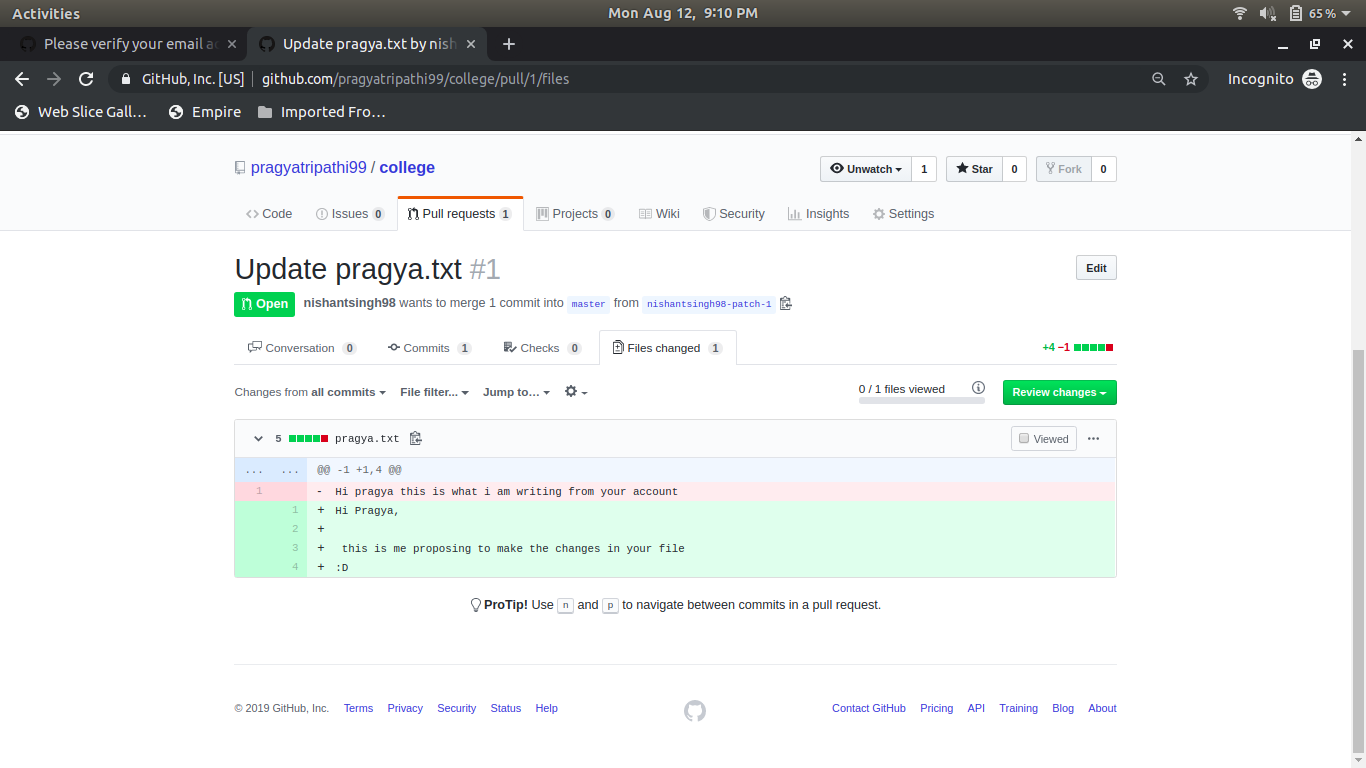 Activities
Mon Aug 12, 9:10 PM
65 %
Please verify your email ac
Update pragya.txt by nish
GitHub, Inc. [US]
github.com/pragyatripathi99/college/pull/1/files
Incognito
Web Slice Gall…
Empire
Imported Fro…
pragyatripathi99 / college
Unwatch 1
Star 0
Fork 0
Code
Issues 0
Pull requests 1
Projects 0
Wiki
Security
Insights
Settings
Update pragya.txt #1
Edit
Open
nishantsingh98 wants to merge 1 commit into master from nishantsingh98-patch-1
Conversation 0
Commits 1
Checks 0
Files changed 1
+4 −1
Changes from all commits
File filter...
Jump to…
0 / 1 files viewed
Review changes
5 pragya.txt
Viewed
... ... @@ -1 +1,4 @@
1 - Hi pragya this is what i am writing from your account
1 + Hi Pragya,
2 +
3 + this is me proposing to make the changes in your file
4 + :D
ProTip! Use n and p to navigate between commits in a pull request.
© 2019 GitHub, Inc.
Terms
Privacy
Security
Status
Help
Contact GitHub
Pricing
API
Training
Blog
About